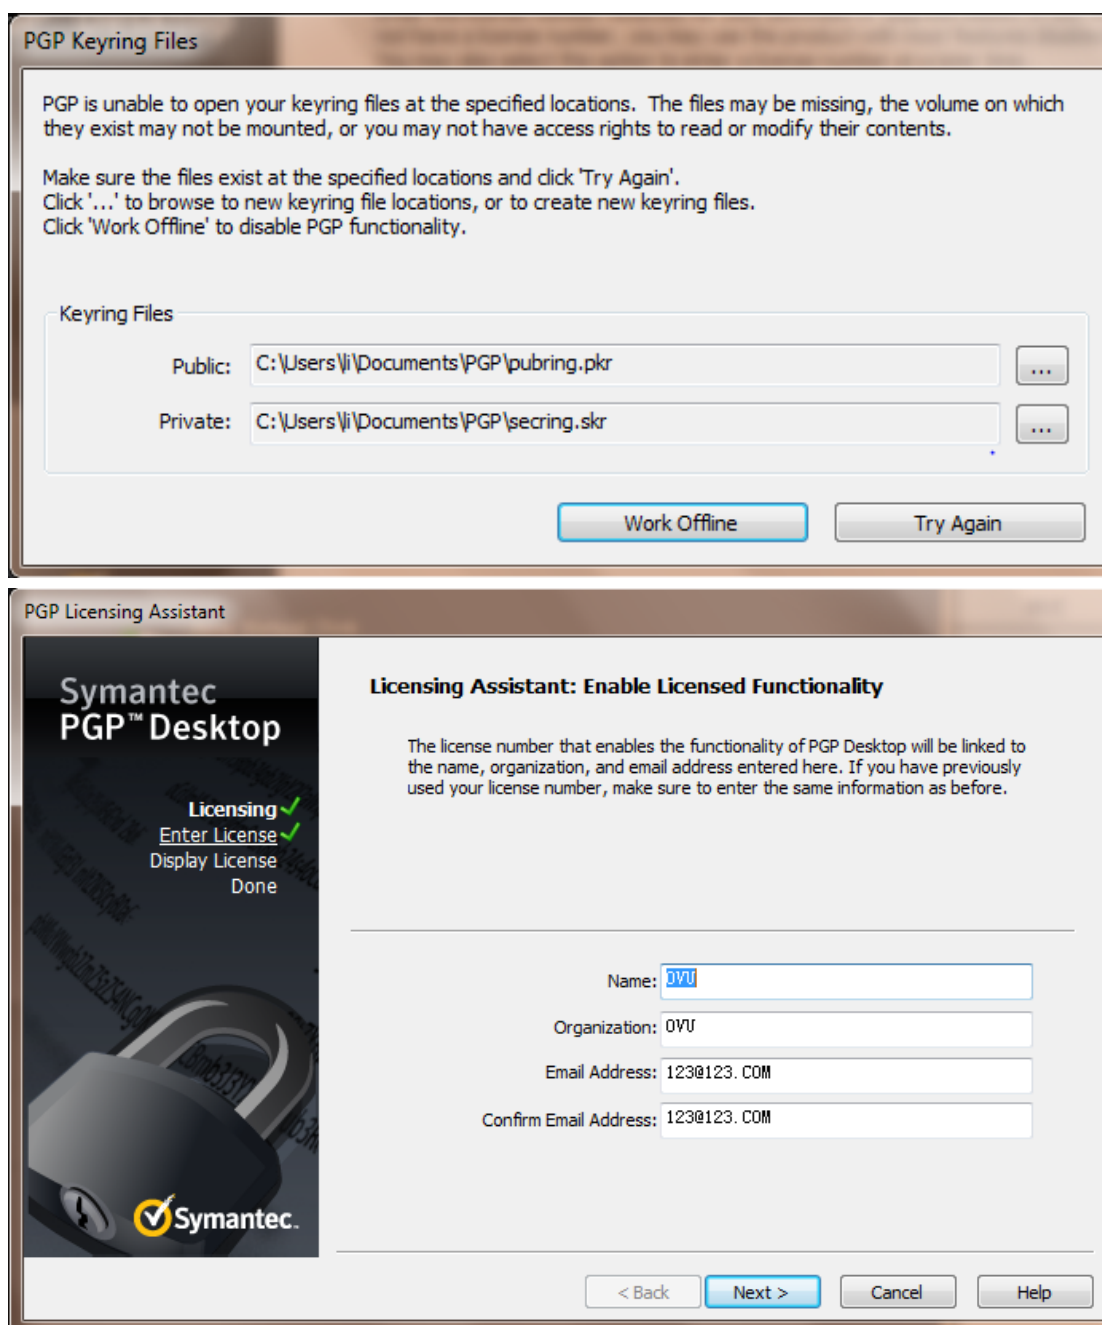 PGP Keyring Files
PGP is unable to open your keyring files at the specified locations.  The files may be missing, the volume on which
they exist may not be mounted, or you may not have access rights to read or modify their contents.
Make sure the files exist at the specified locations and click 'Try Again'.
Click '...' to browse to new keyring file locations, or to create new keyring files.
Click 'Work Offline' to disable PGP functionality.
Keyring Files
Public: C:\Users\li\Documents\PGP\pubring.pkr ...
Private: C:\Users\li\Documents\PGP\secring.skr ...
Work Offline Try Again
PGP Licensing Assistant
Symantec
PGP™ Desktop
Licensing
Enter License
Display License
Done
Symantec.
Licensing Assistant: Enable Licensed Functionality
The license number that enables the functionality of PGP Desktop will be linked to
the name, organization, and email address entered here. If you have previously
used your license number, make sure to enter the same information as before.
Name: OVU
Organization: OVU
Email Address: 123@123.COM
Confirm Email Address: 123@123.COM
< Back Next > Cancel Help